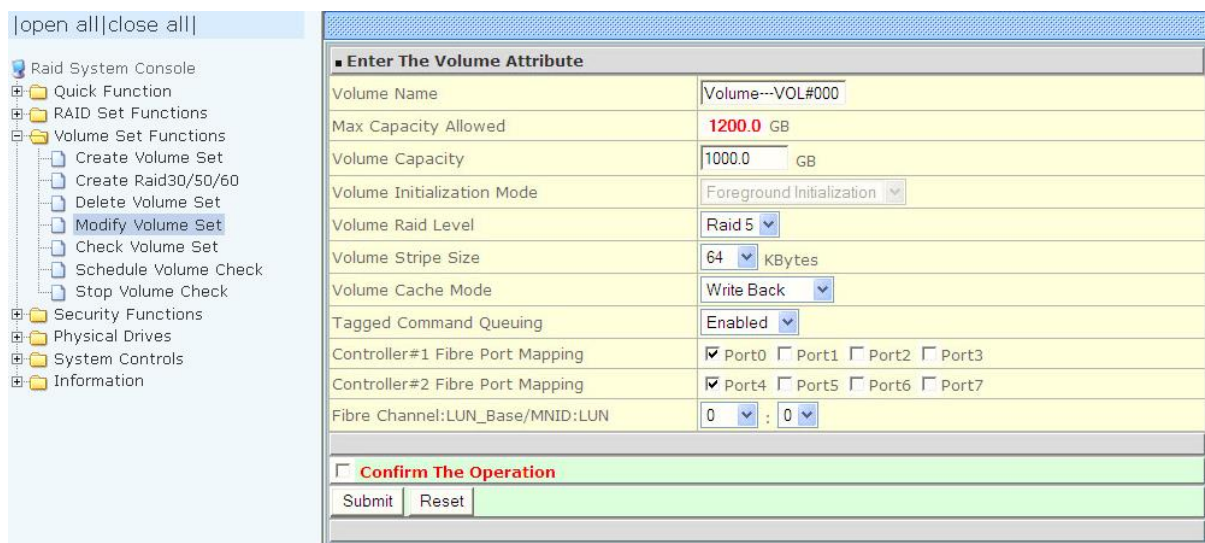 |open all|close all|
Raid System Console
Quick Function
RAID Set Functions
Volume Set Functions
Create Volume Set
Create Raid30/50/60
Delete Volume Set
Modify Volume Set
Check Volume Set
Schedule Volume Check
Stop Volume Check
Security Functions
Physical Drives
System Controls
Information
Enter The Volume Attribute
Volume Name Volume---VOL#000
Max Capacity Allowed 1200.0 GB
Volume Capacity 1000.0 GB
Volume Initialization Mode Foreground Initialization
Volume Raid Level Raid 5
Volume Stripe Size 64 KBytes
Volume Cache Mode Write Back
Tagged Command Queuing Enabled
Controller#1 Fibre Port Mapping Port0 Port1 Port2 Port3
Controller#2 Fibre Port Mapping Port4 Port5 Port6 Port7
Fibre Channel:LUN_Base/MNID:LUN 0 : 0
Confirm The Operation
Submit Reset